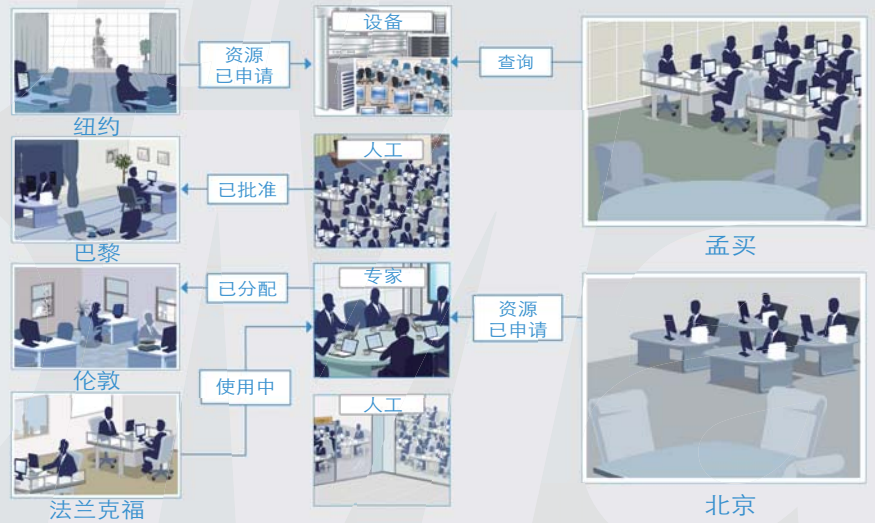 设备
资源
已申请
查询
纽约
人工
已批准
巴黎
孟买
专家
已分配
资源
已申请
伦敦
使用中
人工
法兰克福
北京